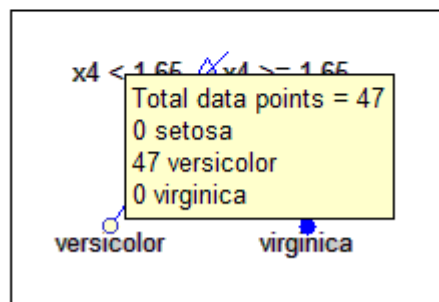 x4 < 1.65 x4 >= 1.65
Total data points = 47
0 setosa
47 versicolor
0 virginica
versicolor virginica